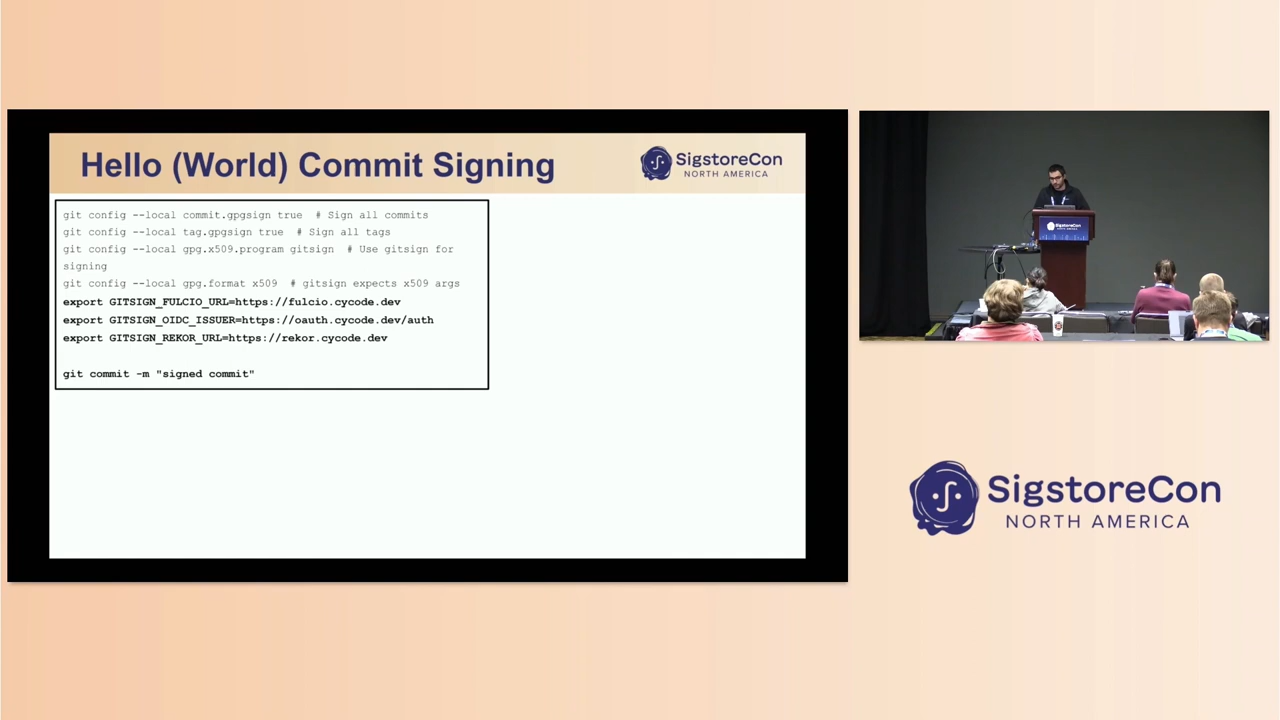 Hello (World) Commit Signing
SigstoreCon
NORTH AMERICA
git config --local commit.gpgsign true  # Sign all commits
git config --local tag.gpgsign true  # Sign all tags
git config --local gpg.x509.program gitsign  # Use gitsign for
signing
git config --local gpg.format x509  # gitsign expects x509 args
export GITSIGN_FULCIO_URL=https://fulcio.cycode.dev
export GITSIGN_OIDC_ISSUER=https://oauth.cycode.dev/auth
export GITSIGN_REKOR_URL=https://rekor.cycode.dev
git commit -m "signed commit"
SigstoreCon
SigstoreCon
NORTH AMERICA